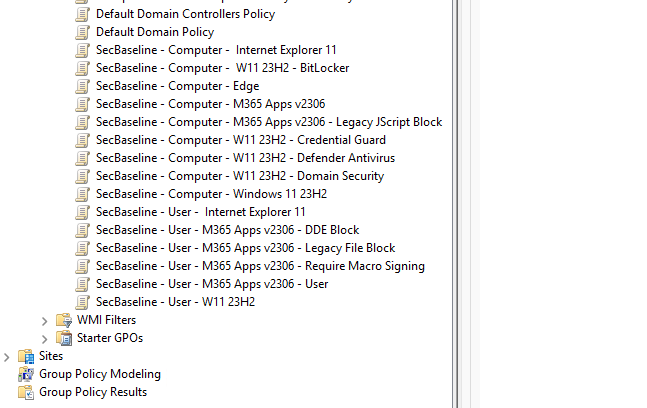 Default Domain Controllers Policy
Default Domain Policy
SecBaseline - Computer -  Internet Explorer 11
SecBaseline - Computer -  W11 23H2 - BitLocker
SecBaseline - Computer - Edge
SecBaseline - Computer - M365 Apps v2306
SecBaseline - Computer - M365 Apps v2306 - Legacy JScript Block
SecBaseline - Computer - W11 23H2 - Credential Guard
SecBaseline - Computer - W11 23H2 - Defender Antivirus
SecBaseline - Computer - W11 23H2 - Domain Security
SecBaseline - Computer - Windows 11 23H2
SecBaseline - User -  Internet Explorer 11
SecBaseline - User - M365 Apps v2306 - DDE Block
SecBaseline - User - M365 Apps v2306 - Legacy File Block
SecBaseline - User - M365 Apps v2306 - Require Macro Signing
SecBaseline - User - M365 Apps v2306 - User
SecBaseline - User - W11 23H2
WMI Filters
Starter GPOs
Sites
Group Policy Modeling
Group Policy Results